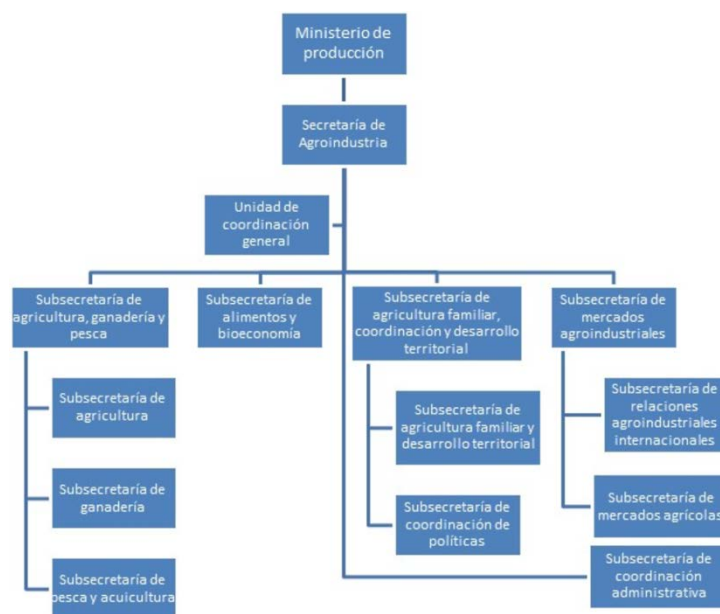 Ministerio de
producción
Secretaría de
Agroindustria
Unidad de
coordinación
general
Subsecretaría de
agricultura, ganadería y
pesca
Subsecretaría de
alimentos y
bioeconomía
Subsecretaría de
agricultura familiar,
coordinación y desarrollo
territorial
Subsecretaría de
mercados
agroindustriales
Subsecretaría de
agricultura
Subsecretaría de
ganadería
Subsecretaría de
pesca y acuicultura
Subsecretaría de
agricultura familiar y
desarrollo territorial
Subsecretaría de
coordinación de
políticas
Subsecretaría de
relaciones
agroindustriales
internacionales
Subsecretaría de
mercados agrícolas
Subsecretaría de
coordinación
administrativa